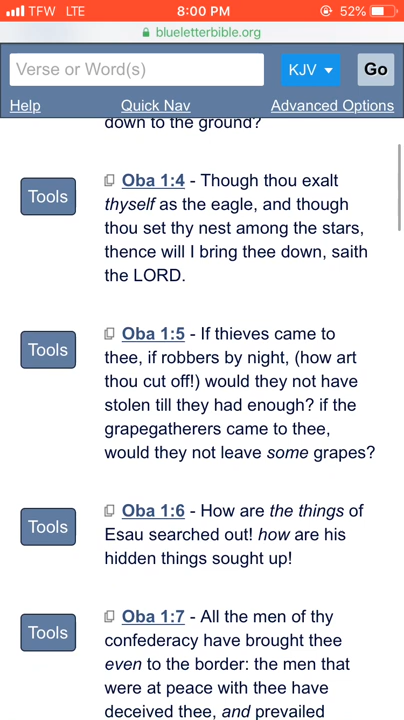 TFW LTE 8:00 PM 52%
blueletterbible.org
Verse or Word(s) KJV Go
Help Quick Nav Advanced Options
down to the ground?
Tools
Oba 1:4 - Though thou exalt
thyself as the eagle, and though
thou set thy nest among the stars,
thence will I bring thee down, saith
the LORD.
Tools
Oba 1:5 - If thieves came to
thee, if robbers by night, (how art
thou cut off!) would they not have
stolen till they had enough? if the
grapegatherers came to thee,
would they not leave some grapes?
Tools
Oba 1:6 - How are the things of
Esau searched out! how are his
hidden things sought up!
Tools
Oba 1:7 - All the men of thy
confederacy have brought thee
even to the border: the men that
were at peace with thee have
deceived thee, and prevailed